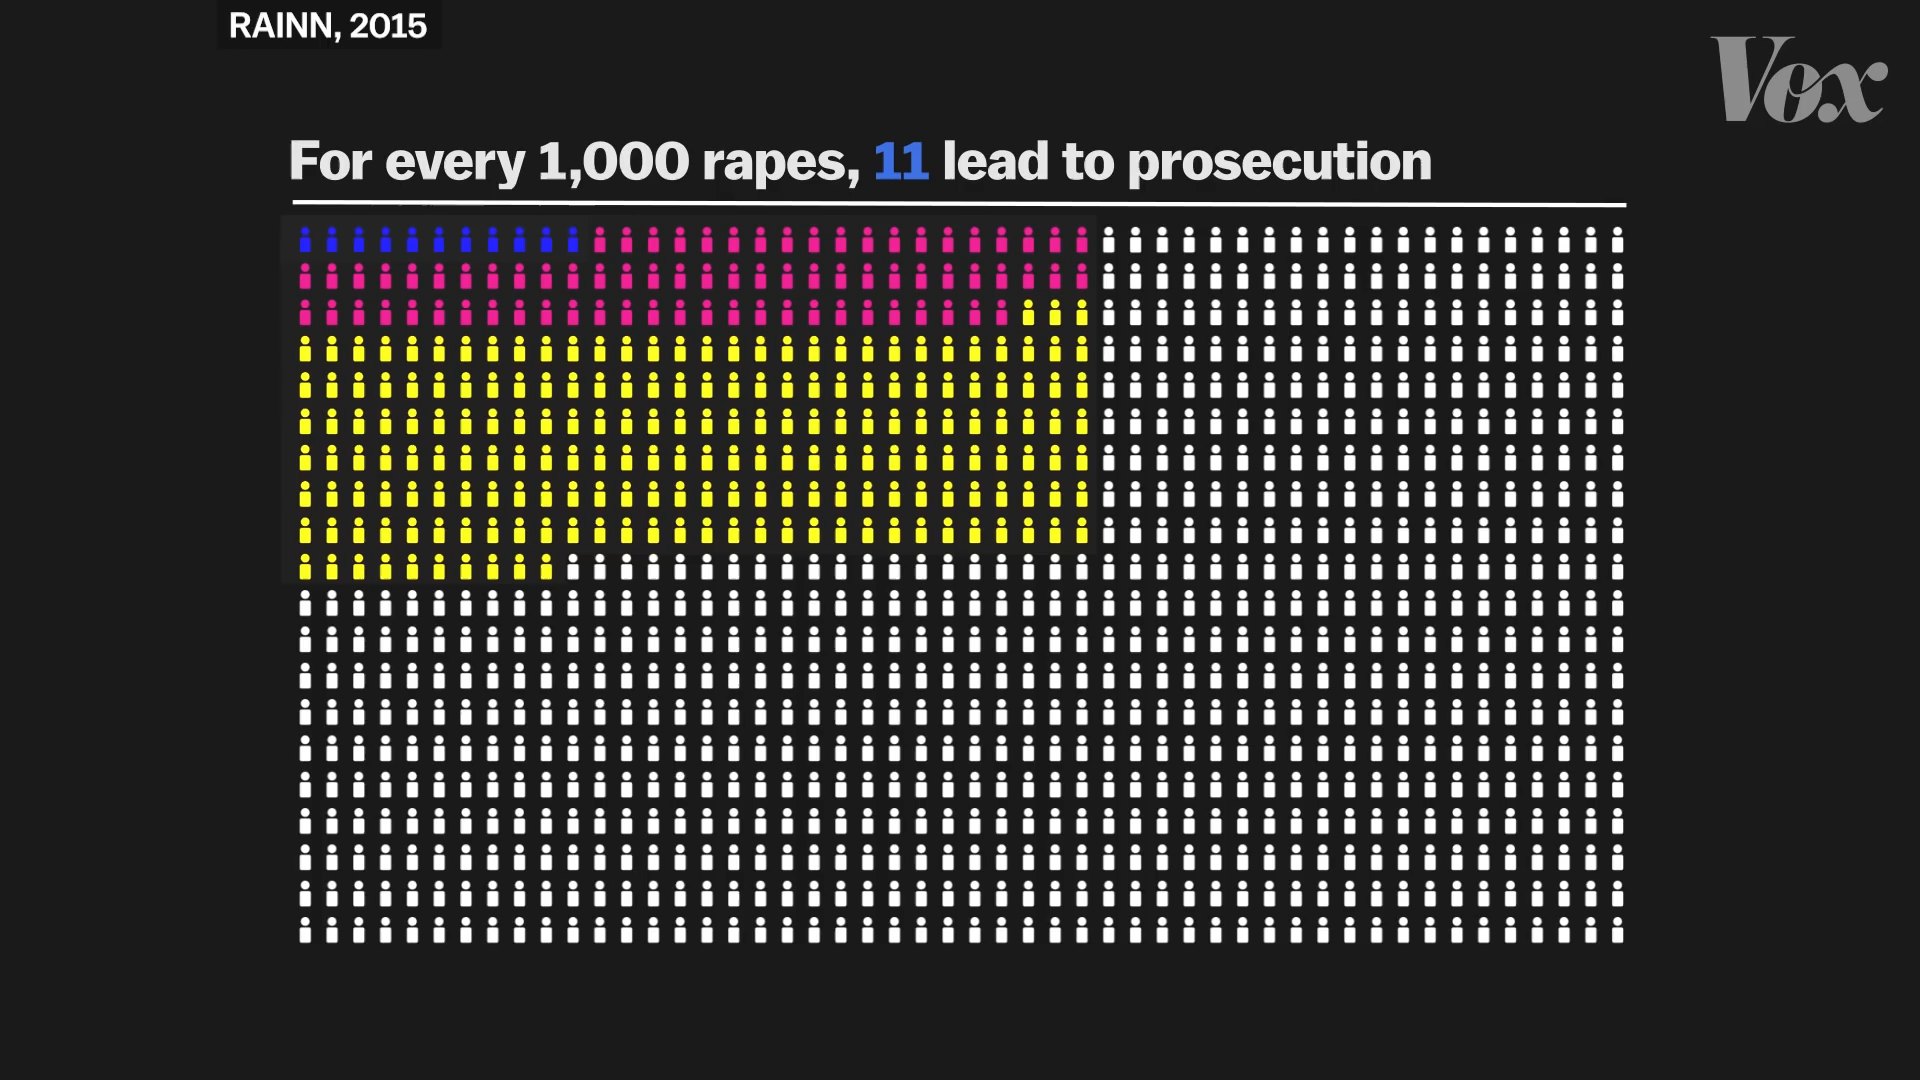 RAINN, 2015
Vox
For every 1,000 rapes, 11 lead to prosecution